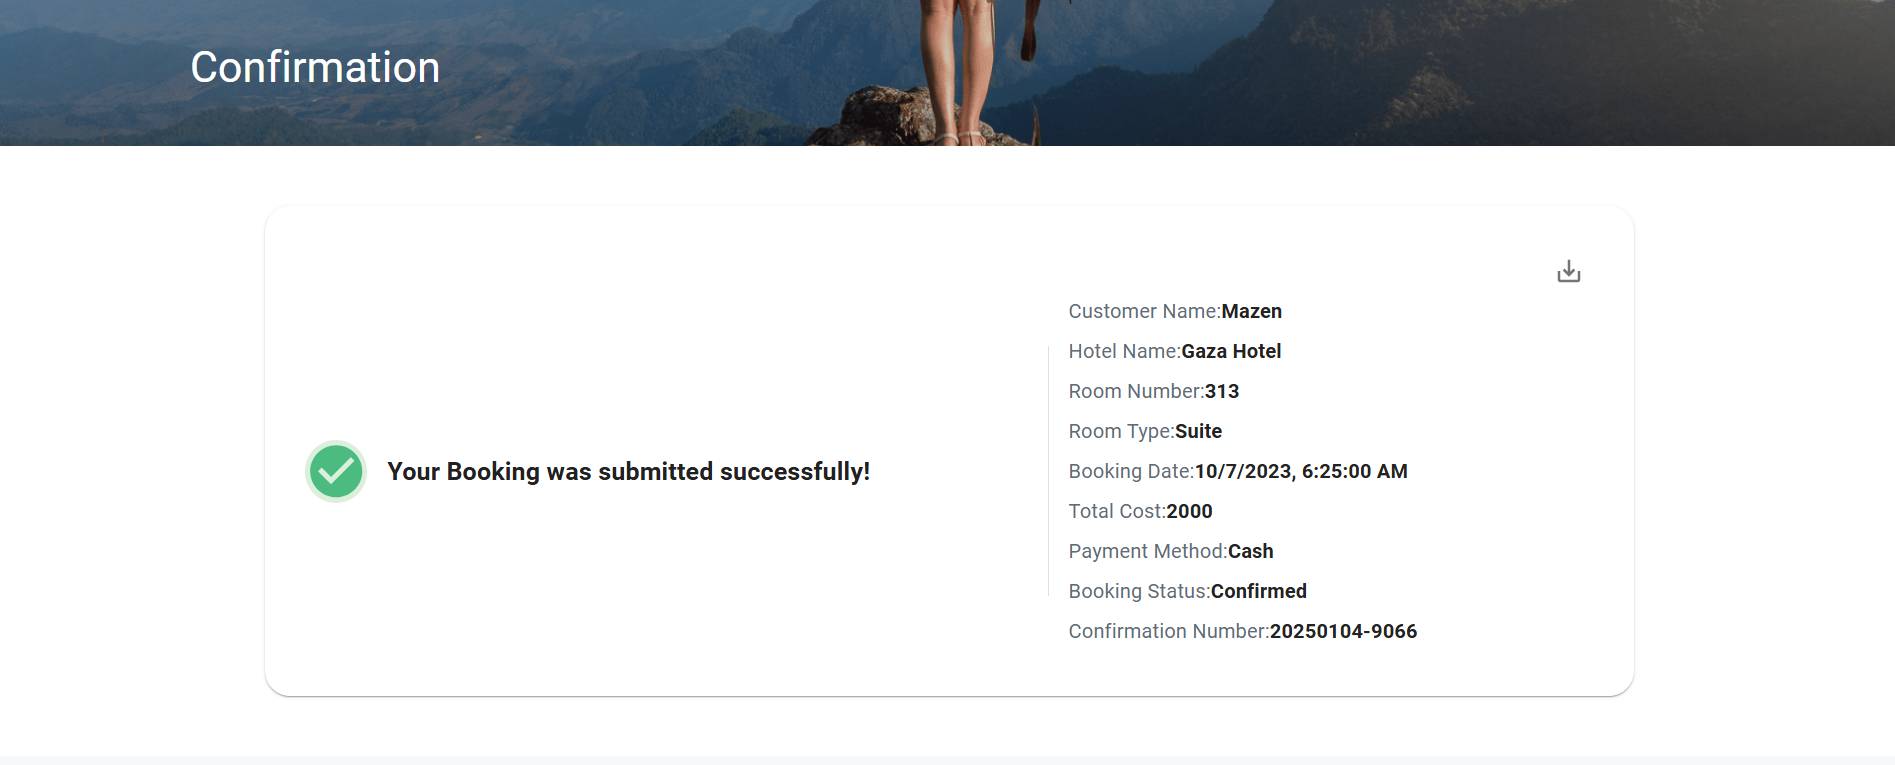 Confirmation
Customer Name:Mazen
Hotel Name:Gaza Hotel
Room Number:313
Room Type:Suite
Your Booking was submitted successfully!
Booking Date:10/7/2023, 6:25:00 AM
Total Cost:2000
Payment Method:Cash
Booking Status:Confirmed
Confirmation Number:20250104-9066